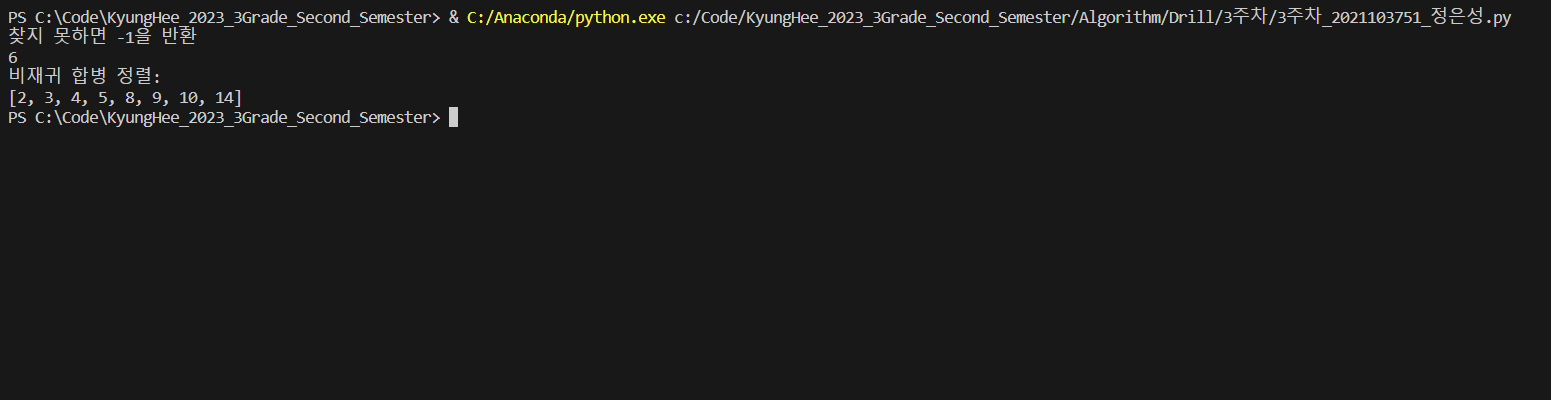 PS C:\Code\KyungHee_2023_3Grade_Second_Semester> & C:/Anaconda/python.exe c:/Code/KyungHee_2023_3Grade_Second_Semester/Algorithm/Drill/3주차/3주차_2021103751_정은성.py
찾지 못하면 -1을 반환
6
비재귀 합병 정렬:
[2, 3, 4, 5, 8, 9, 10, 14]
PS C:\Code\KyungHee_2023_3Grade_Second_Semester>